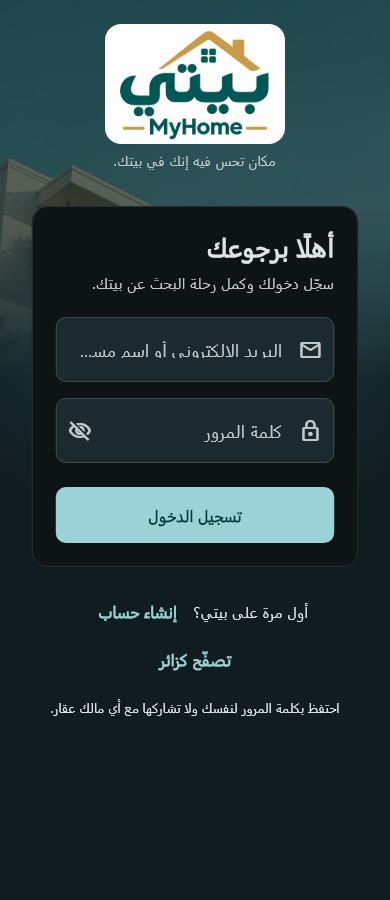 بيتي
MyHome
مكان تحس فيه إنك في بيتك.
أهلًا برجوعك
سجّل دخولك وكمل رحلة البحث عن بيتك.
البريد الالكتروني أو اسم مسـ...
كلمة المرور
تسجيل الدخول
أول مرة على بيتي؟ إنشاء حساب
تصفّح كزائر
احتفظ بكلمة المرور لنفسك ولا تشاركها مع أي مالك عقار.